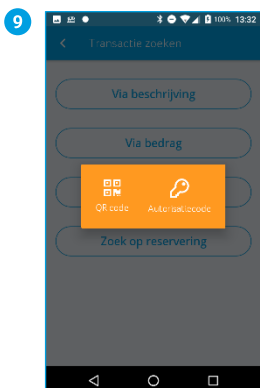 9
100% 13:32
Transactie zoeken
Via beschrijving
Via bedrag
QR code
Autorisatiecode
Zoek op reservering